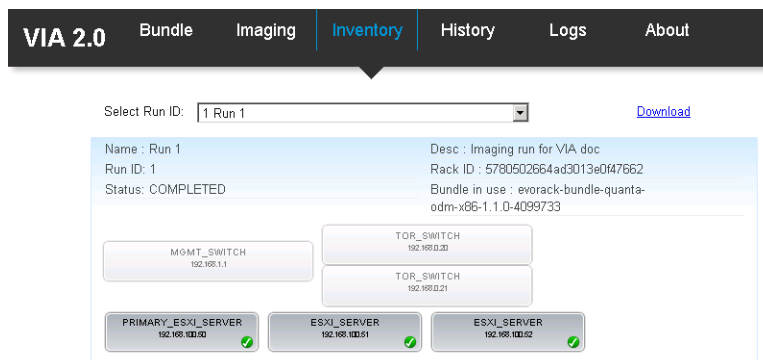 VIA 2.0 Bundle Imaging Inventory History Logs About
Select Run ID: 1 Run 1 Download
Name : Run 1
Run ID: 1
Status: COMPLETED
Desc : Imaging run for VIA doc
Rack ID : 5780502664ad3013e0f47662
Bundle in use : evorack-bundle-quanta-
odm-x86-1.1.0-4099733
MGMT_SWITCH
192.168.1.1
TOR_SWITCH
192.168.0.20
TOR_SWITCH
192.168.0.21
PRIMARY_ESXI_SERVER
192.168.100.50
ESXI_SERVER
192.168.100.51
ESXI_SERVER
192.168.100.52